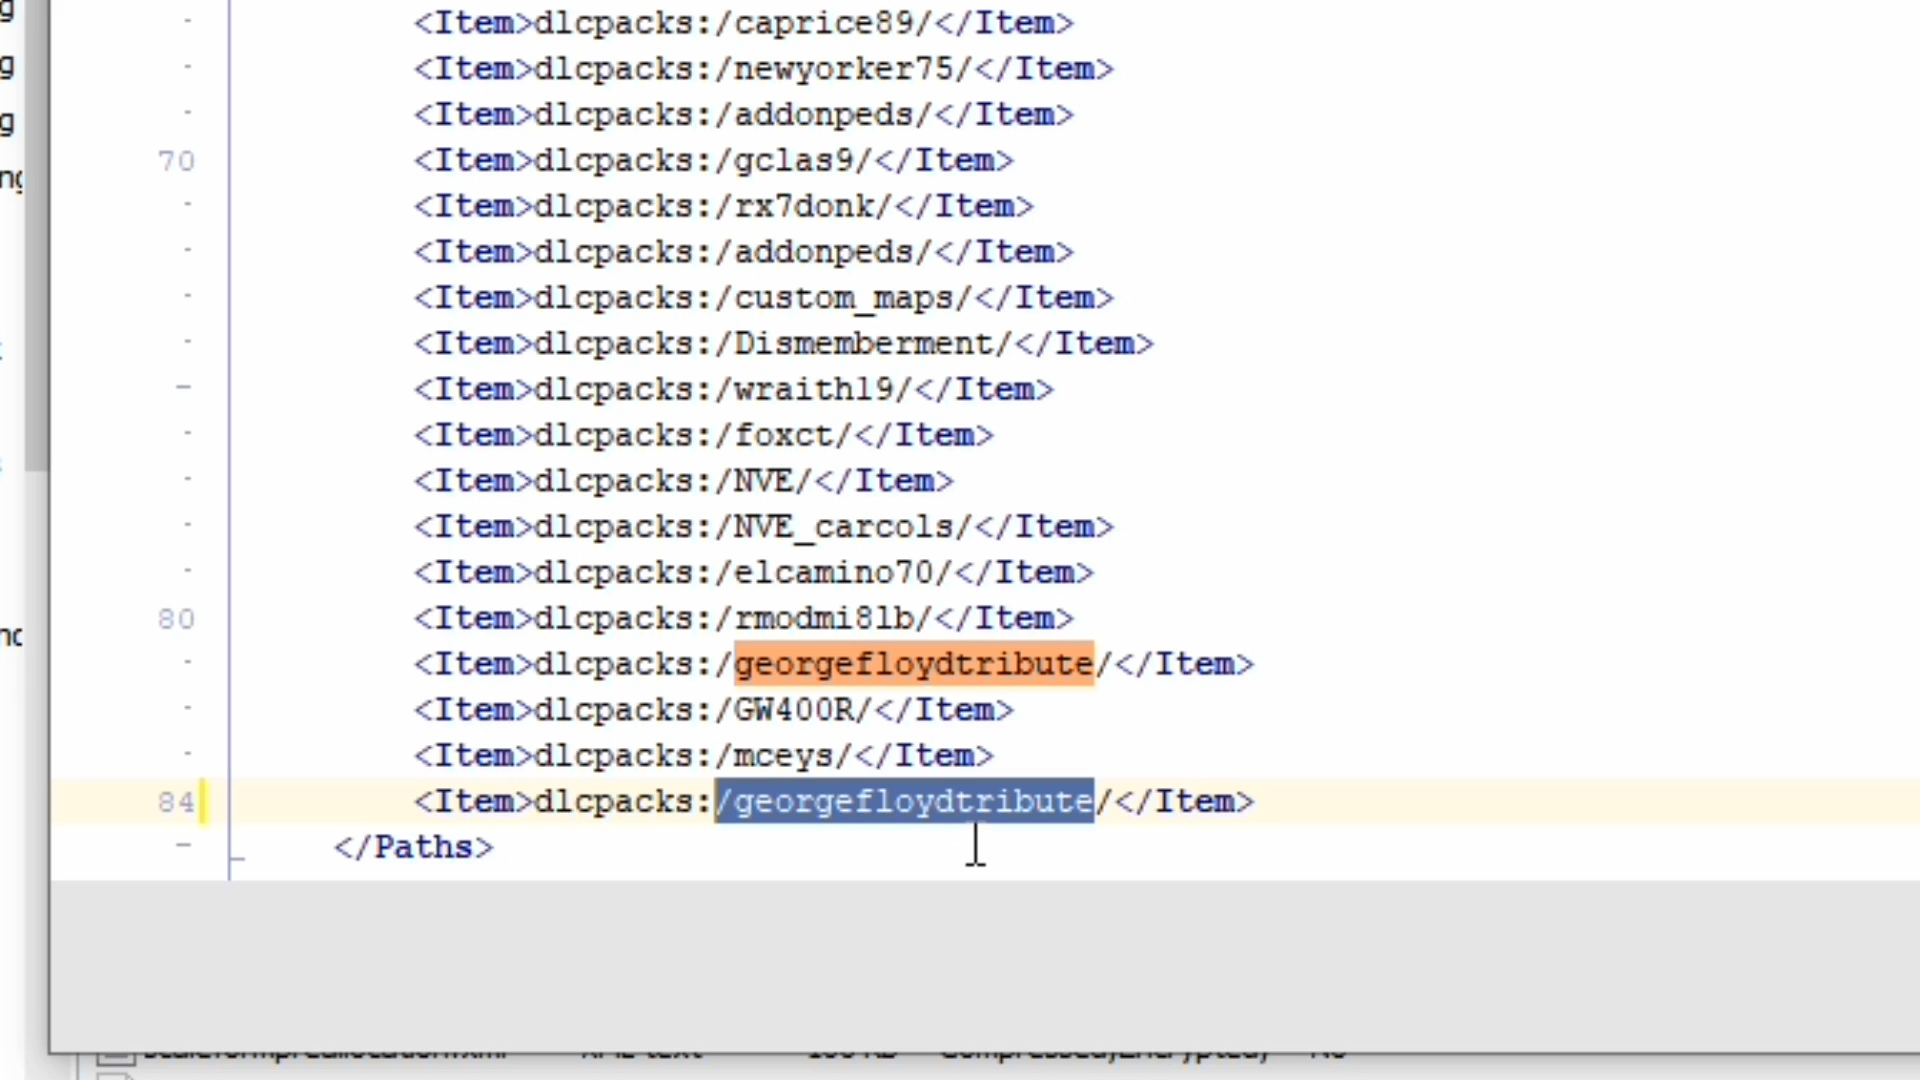 <Item>dlcpacks:/caprice89/</Item>
<Item>dlcpacks:/newyorker75/</Item>
<Item>dlcpacks:/addonpeds/</Item>
70 <Item>dlcpacks:/gclas9/</Item>
<Item>dlcpacks:/rx7donk/</Item>
<Item>dlcpacks:/addonpeds/</Item>
<Item>dlcpacks:/custom_maps/</Item>
<Item>dlcpacks:/Dismemberment/</Item>
<Item>dlcpacks:/wraith19/</Item>
<Item>dlcpacks:/foxct/</Item>
<Item>dlcpacks:/NVE/</Item>
<Item>dlcpacks:/NVE_carcols/</Item>
<Item>dlcpacks:/elcamino70/</Item>
80 <Item>dlcpacks:/rmodmi8lb/</Item>
<Item>dlcpacks:/georgefloydtribute/</Item>
<Item>dlcpacks:/GW400R/</Item>
<Item>dlcpacks:/mceys/</Item>
84 <Item>dlcpacks:/georgefloydtribute/</Item>
</Paths>